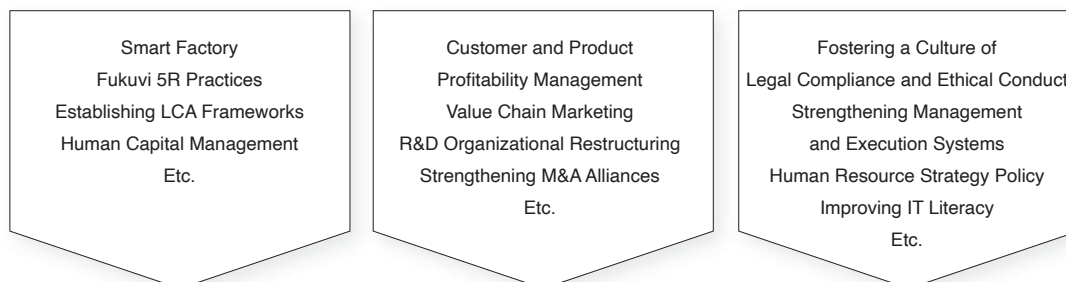 Smart Factory
Fukuvi 5R Practices
Establishing LCA Frameworks
Human Capital Management
Etc.
Customer and Product
Profitability Management
Value Chain Marketing
R&D Organizational Restructuring
Strengthening M&A Alliances
Etc.
Fostering a Culture of
Legal Compliance and Ethical Conduct
Strengthening Management
and Execution Systems
Human Resource Strategy Policy
Improving IT Literacy
Etc.